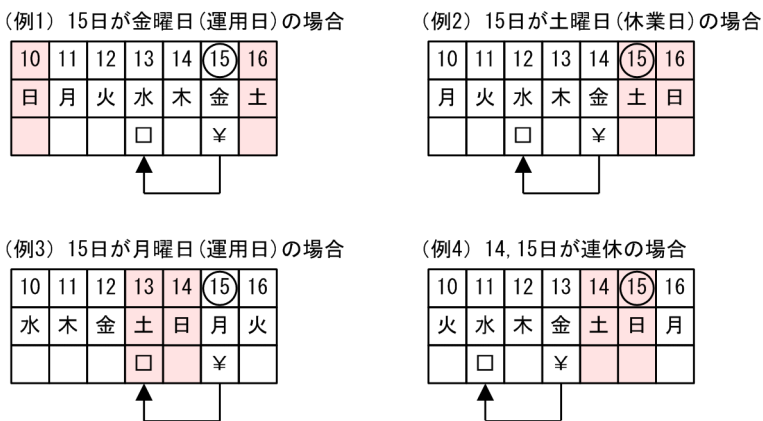 (例1) 15日が金曜日(運用日)の場合
10 11 12 13 14 15 16
日 月 火 水 木 金 土
□ ¥
(例2) 15日が土曜日(休業日)の場合
10 11 12 13 14 15 16
月 火 水 木 金 土 日
□ ¥
(例3) 15日が月曜日(運用日)の場合
10 11 12 13 14 15 16
水 木 金 土 日 月 火
□ ¥
(例4) 14,15日が連休の場合
10 11 12 13 14 15 16
火 水 木 金 土 日 月
□ ¥